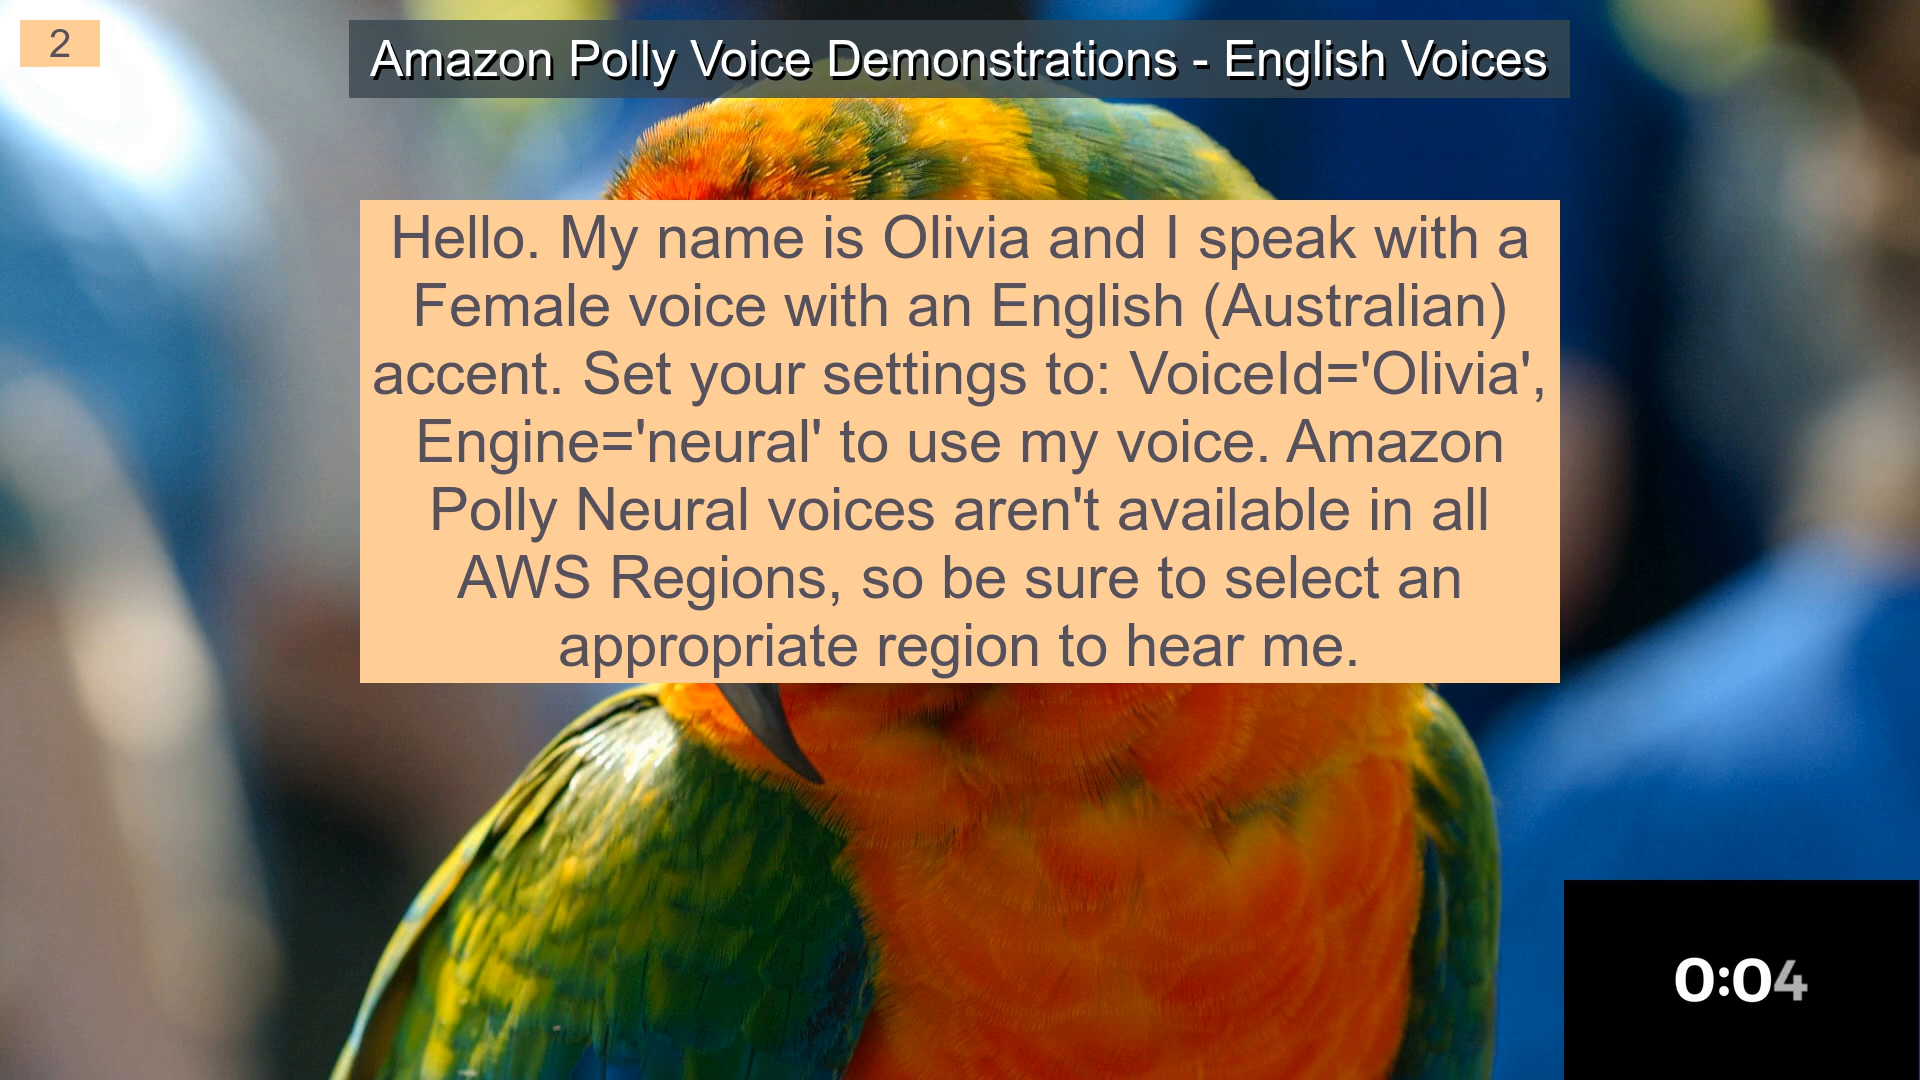 2
Amazon Polly Voice Demonstrations - English Voices
Hello. My name is Olivia and I speak with a
Female voice with an English (Australian)
accent. Set your settings to: VoiceId='Olivia',
Engine='neural' to use my voice. Amazon
Polly Neural voices aren't available in all
AWS Regions, so be sure to select an
appropriate region to hear me.
0:04